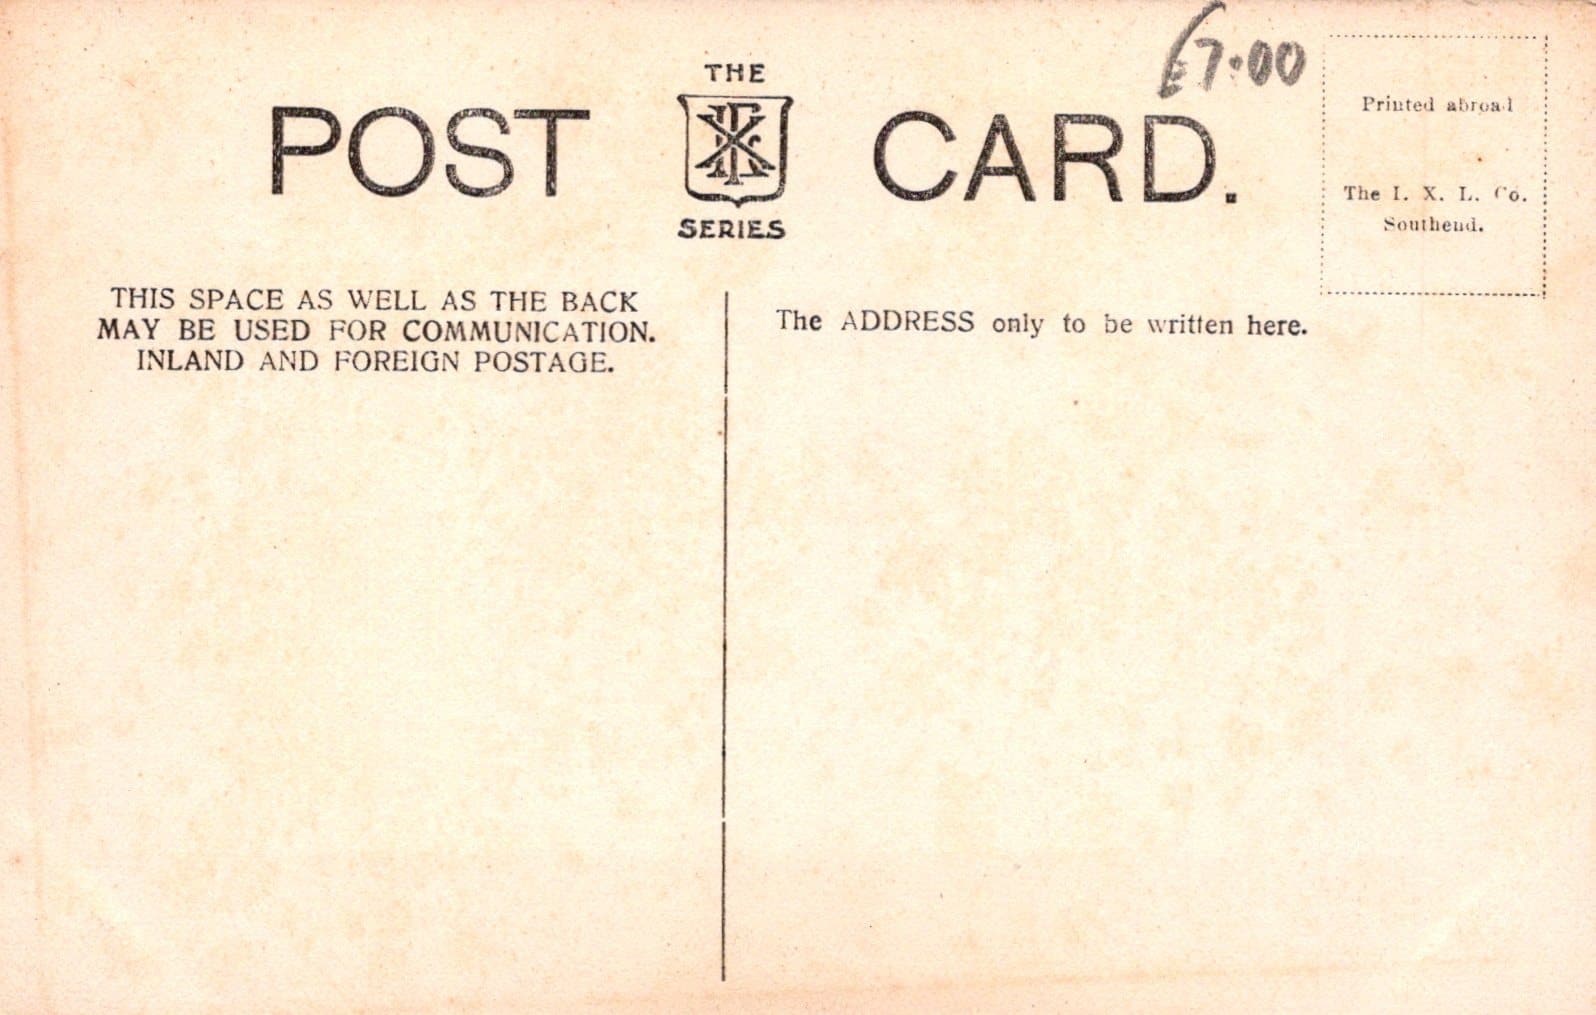 £7.00
THE
POST CARD.
SERIES
Printed abroad
The I. X. L. Co.
Southend.
THIS SPACE AS WELL AS THE BACK
MAY BE USED FOR COMMUNICATION.
INLAND AND FOREIGN POSTAGE.
The ADDRESS only to be written here.